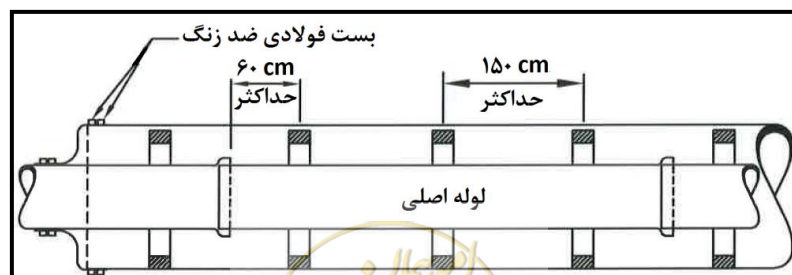 بست فولادی ضد زنگ
۶۰ cm
حداکثر
۱۵۰ cm
حداکثر
لوله اصلی